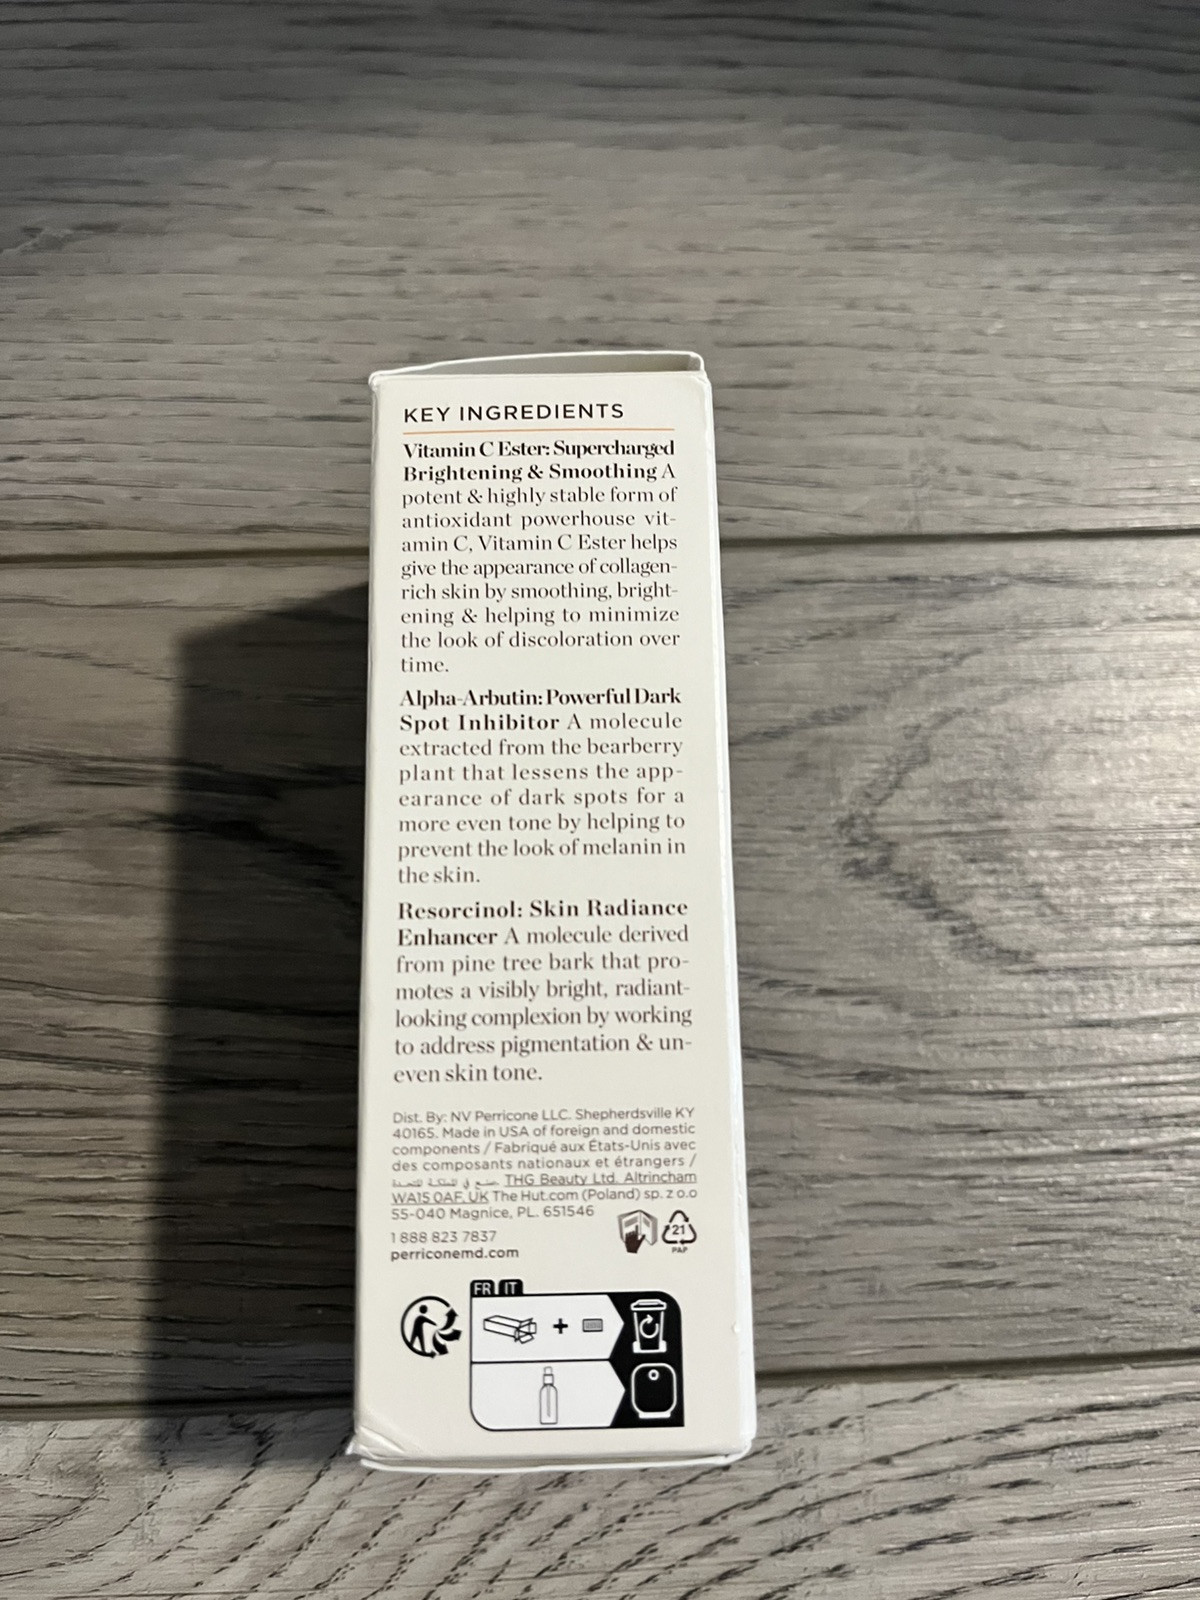 KEY INGREDIENTS
Vitamin C Ester: Supercharged
Brightening & Smoothing A
potent & highly stable form of
antioxidant powerhouse vit-
amin C, Vitamin C Ester helps
give the appearance of collagen-
rich skin by smoothing, bright-
ening & helping to minimize
the look of discoloration over
time.
Alpha-Arbutin: Powerful Dark
Spot Inhibitor A molecule
extracted from the bearberry
plant that lessens the app-
earance of dark spots for a
more even tone by helping to
prevent the look of melanin in
the skin.
Resorcinol: Skin Radiance
Enhancer A molecule derived
from pine tree bark that pro-
motes a visibly bright, radiant-
looking complexion by working
to address pigmentation & un-
even skin tone.
Dist. By: NV Perricone LLC. Shepherdsville KY
40165. Made in USA of foreign and domestic
components / Fabriqué aux États-Unis avec
des composants nationaux et étrangers /
THG Beauty Ltd. Altrincham
WA15 0AF, UK The Hut.com (Poland) sp. z o.o
55-040 Magnice, PL. 651546
1 888 823 7837
perriconemd.com
21
PAP
FR IT